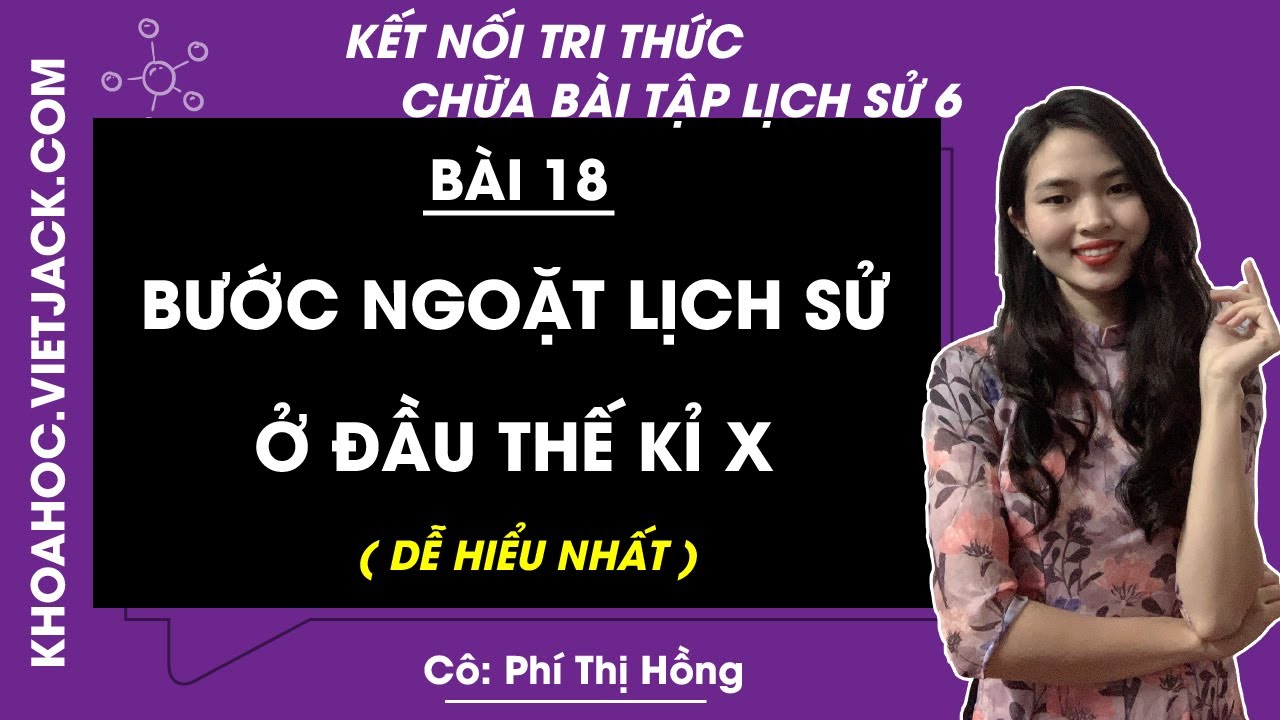 KẾT NỐI TRI THỨC
CHỮA BÀI TẬP LỊCH SỬ 6
KHOAHOC.VIETJACK.COM
BÀI 18
BƯỚC NGOẶT LỊCH SỬ
Ở ĐẦU THẾ KỈ X
( DỄ HIỂU NHẤT )
Cô: Phí Thị Hồng